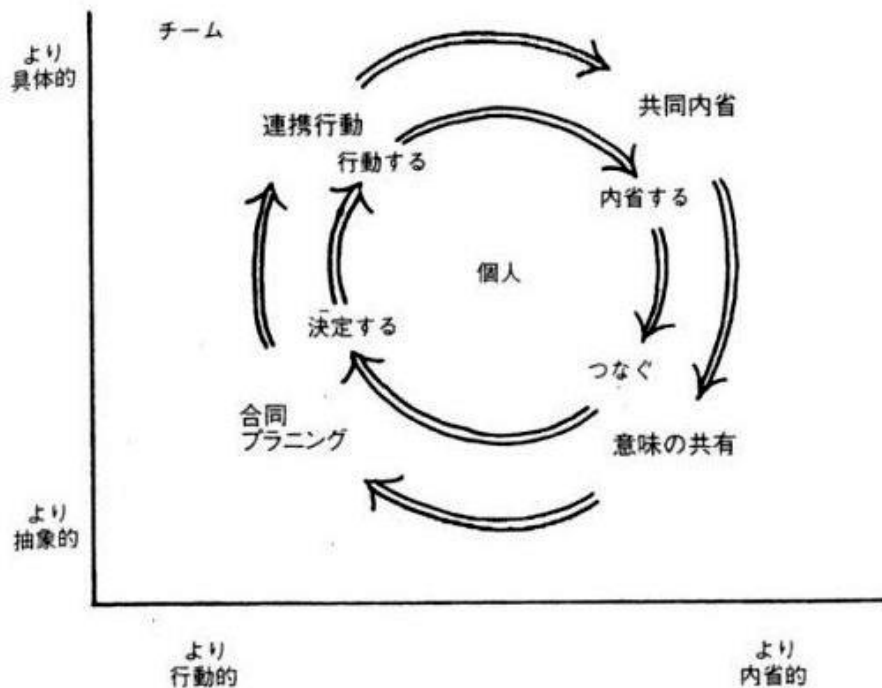 チーム
より
具体的
共同内省
連携行動
行動する
内省する
個人
決定する
つなぐ
合同
プラニング
意味の共有
より
抽象的
より
行動的
より
内省的